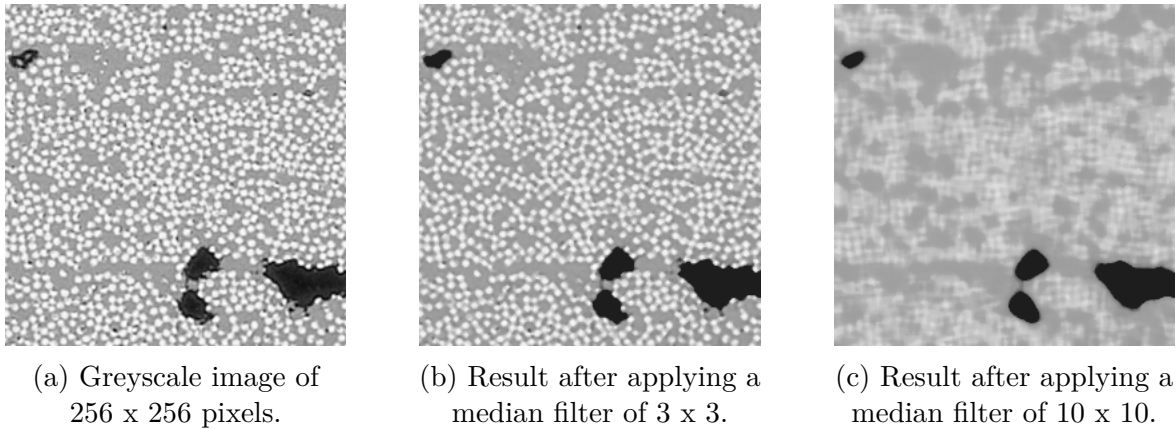 (a) Greyscale image of
256 x 256 pixels.
(b) Result after applying a
median filter of 3 x 3.
(c) Result after applying a
median filter of 10 x 10.